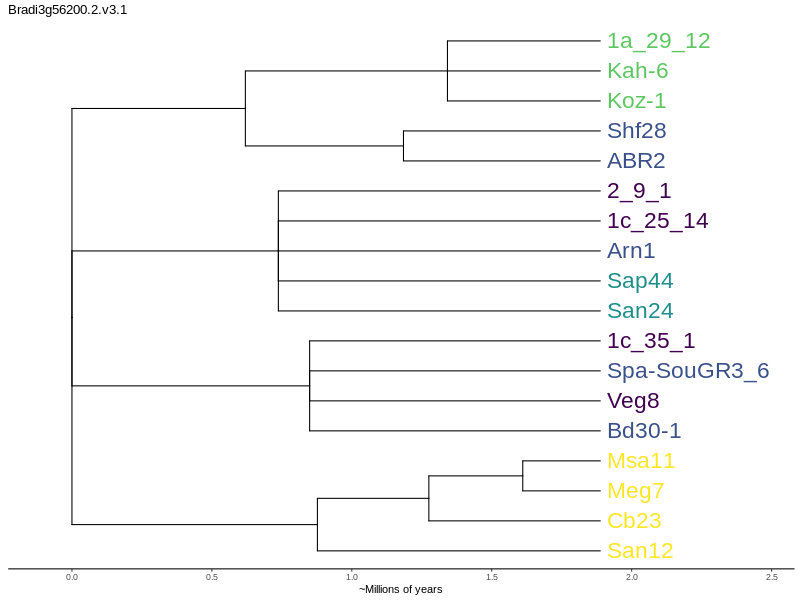 Bradi3g56200.2.v3.1
1a_29_12
Kah-6
Koz-1
Shf28
ABR2
2_9_1
1c_25_14
Arn1
Sap44
San24
1c_35_1
Spa-SouGR3_6
Veg8
Bd30-1
Msa11
Meg7
Cb23
San12
0.0 0.5 1.0 1.5 2.0 2.5
~Millions of years